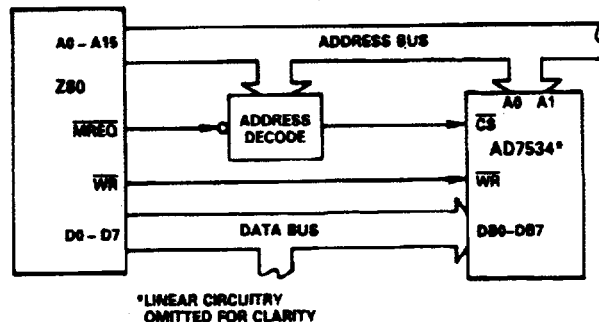 A0 – A15
ADDRESS BUS
Z80
A0 A1
MREQ
ADDRESS
DECODE
CS
AD7534*
WR
WR
D0 – D7
DATA BUS
DB0–DB7
*LINEAR CIRCUITRY
OMITTED FOR CLARITY